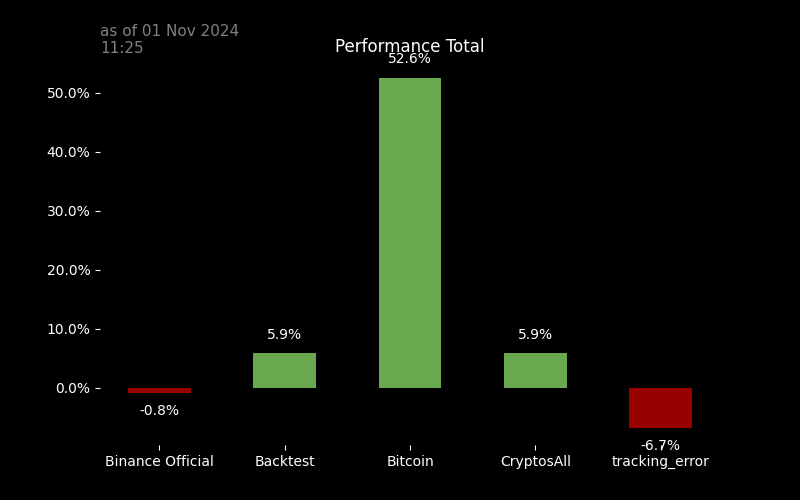 as of 01 Nov 2024
11:25
Performance Total
52.6%
50.0%
40.0%
30.0%
20.0%
10.0%
0.0%
5.9%
5.9%
-0.8%
-6.7%
Binance Official
Backtest
Bitcoin
CryptosAll
tracking_error